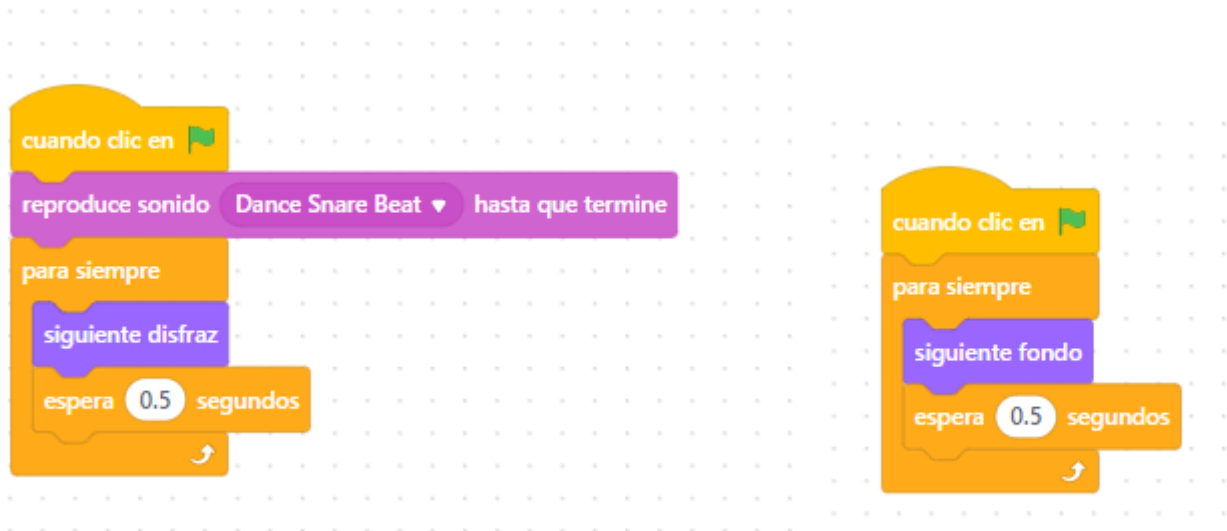 cuando clic en
reproduce sonido Dance Snare Beat hasta que termine
para siempre
siguiente disfraz
espera 0.5 segundos
cuando clic en
para siempre
siguiente fondo
espera 0.5 segundos